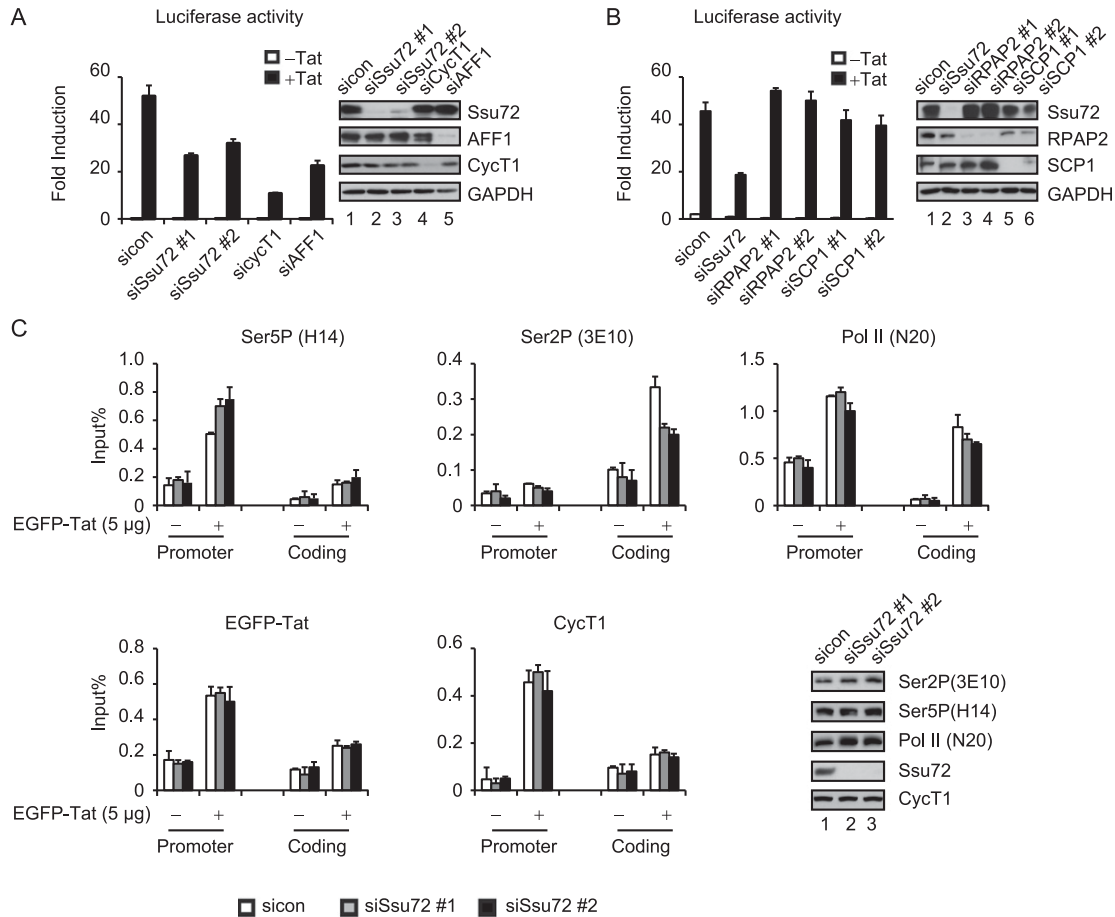 A
Luciferase activity
–Tat
+Tat
Fold Induction
60
40
20
0
sicon
siSsu72 #1
siSsu72 #2
sicycT1
siAFF1
sicon
siSsu72 #1
siSsu72 #2
siCycT1
siAFF1
Ssu72
AFF1
CycT1
GAPDH
1 2 3 4 5
B
Luciferase activity
–Tat
+Tat
Fold Induction
60
40
20
0
sicon
siSsu72
siRPAP2 #1
siRPAP2 #2
siSCP1 #1
siSCP1 #2
sicon
siSsu72
siRPAP2 #1
siRPAP2 #2
siSCP1 #1
siSCP1 #2
Ssu72
RPAP2
SCP1
GAPDH
1 2 3 4 5 6
C
Ser5P (H14)
Input%
1.0
0.8
0.6
0.4
0.2
0
EGFP-Tat (5 µg) – + – +
Promoter Coding
Ser2P (3E10)
0.4
0.3
0.2
0.1
0
– + – +
Promoter Coding
Pol II (N20)
1.5
1.0
0.5
0
– + – +
Promoter Coding
EGFP-Tat
Input%
0.8
0.6
0.4
0.2
0
EGFP-Tat (5 µg) – + – +
Promoter Coding
CycT1
0.6
0.4
0.2
0
– + – +
Promoter Coding
sicon
siSsu72 #1
siSsu72 #2
Ser2P(3E10)
Ser5P(H14)
Pol II (N20)
Ssu72
CycT1
1 2 3
sicon siSsu72 #1 siSsu72 #2